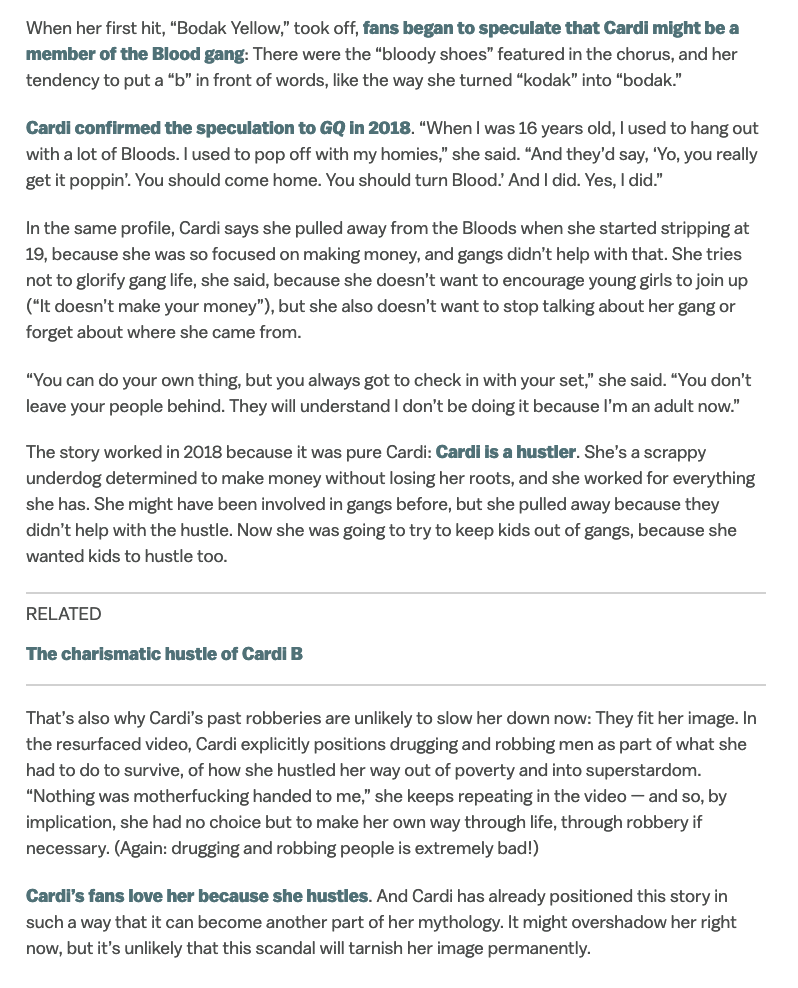 When her first hit, “Bodak Yellow,” took off, fans began to speculate that Cardi might be a
member of the Blood gang: There were the “bloody shoes” featured in the chorus, and her
tendency to put a “b” in front of words, like the way she turned “kodak” into “bodak.”
Cardi confirmed the speculation to GQ in 2018. “When I was 16 years old, I used to hang out
with a lot of Bloods. I used to pop off with my homies,” she said. “And they’d say, ‘Yo, you really
get it poppin’. You should come home. You should turn Blood.’ And I did. Yes, I did.”
In the same profile, Cardi says she pulled away from the Bloods when she started stripping at
19, because she was so focused on making money, and gangs didn’t help with that. She tries
not to glorify gang life, she said, because she doesn’t want to encourage young girls to join up
(“It doesn’t make your money”), but she also doesn’t want to stop talking about her gang or
forget about where she came from.
“You can do your own thing, but you always got to check in with your set,” she said. “You don’t
leave your people behind. They will understand I don’t be doing it because I’m an adult now.”
The story worked in 2018 because it was pure Cardi: Cardi is a hustler. She’s a scrappy
underdog determined to make money without losing her roots, and she worked for everything
she has. She might have been involved in gangs before, but she pulled away because they
didn’t help with the hustle. Now she was going to try to keep kids out of gangs, because she
wanted kids to hustle too.
RELATED
The charismatic hustle of Cardi B
That’s also why Cardi’s past robberies are unlikely to slow her down now: They fit her image. In
the resurfaced video, Cardi explicitly positions drugging and robbing men as part of what she
had to do to survive, of how she hustled her way out of poverty and into superstardom.
“Nothing was motherfucking handed to me,” she keeps repeating in the video — and so, by
implication, she had no choice but to make her own way through life, through robbery if
necessary. (Again: drugging and robbing people is extremely bad!)
Cardi’s fans love her because she hustles. And Cardi has already positioned this story in
such a way that it can become another part of her mythology. It might overshadow her right
now, but it’s unlikely that this scandal will tarnish her image permanently.